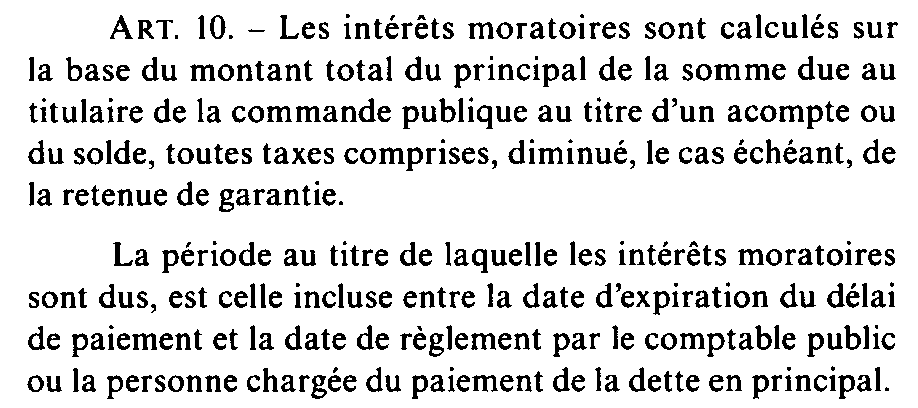 ART. 10. – Les intérêts moratoires sont calculés sur
la base du montant total du principal de la somme due au
titulaire de la commande publique au titre d'un acompte ou
du solde, toutes taxes comprises, diminué, le cas échéant, de
la retenue de garantie.
La période au titre de laquelle les intérêts moratoires
sont dus, est celle incluse entre la date d'expiration du délai
de paiement et la date de règlement par le comptable public
ou la personne chargée du paiement de la dette en principal.